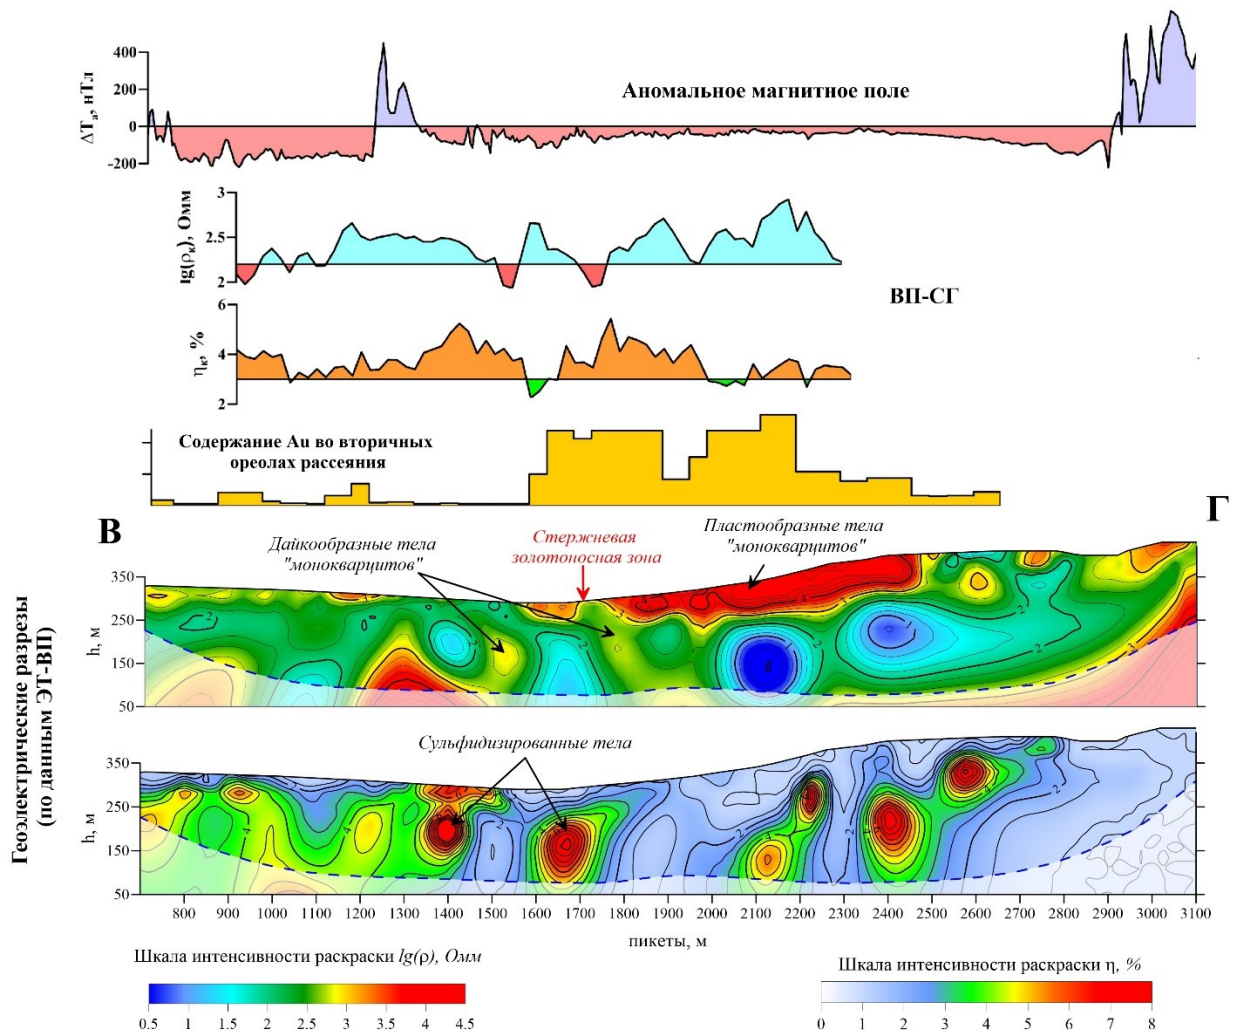 400
200
0
-200
ΔTₐ, нТл
Аномальное магнитное поле
3
2.5
2
lg(ρₖ), Омм
ВП-СГ
6
4
2
ηₖ, %
Содержание Au во вторичных
ореолах рассеяния
В
Г
Дайкообразные тела
"монокварцитов"
Стержневая
золотоносная зона
Пластообразные тела
"монокварцитов"
350
250
150
50
h, м
Геоэлектрические разрезы
(по данным ЭТ-ВП)
Сульфидизированные тела
350
250
150
50
h, м
800 900 1000 1100 1200 1300 1400 1500 1600 1700 1800 1900 2000 2100 2200 2300 2400 2500 2600 2700 2800 2900 3000 3100
пикеты, м
Шкала интенсивности раскраски lg(ρ), Омм
0.5 1 1.5 2 2.5 3 3.5 4 4.5
Шкала интенсивности раскраски η, %
0 1 2 3 4 5 6 7 8